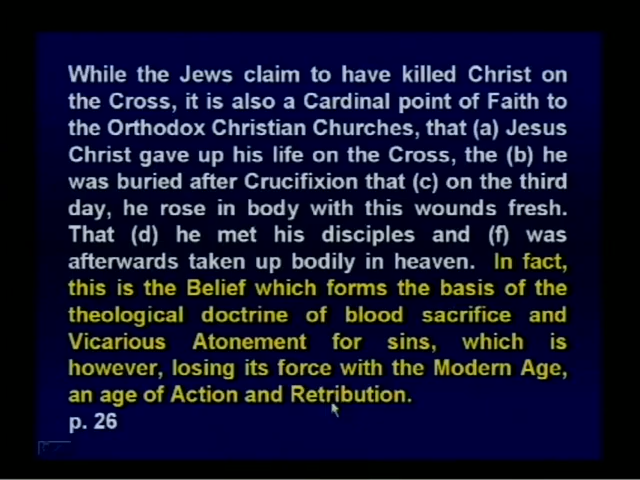 While the Jews claim to have killed Christ on
the Cross, it is also a Cardinal point of Faith to
the Orthodox Christian Churches, that (a) Jesus
Christ gave up his life on the Cross, the (b) he
was buried after Crucifixion that (c) on the third
day, he rose in body with this wounds fresh.
That (d) he met his disciples and (f) was
afterwards taken up bodily in heaven. In fact,
this is the Belief which forms the basis of the
theological doctrine of blood sacrifice and
Vicarious Atonement for sins, which is
however, losing its force with the Modern Age,
an age of Action and Retribution.
p. 26